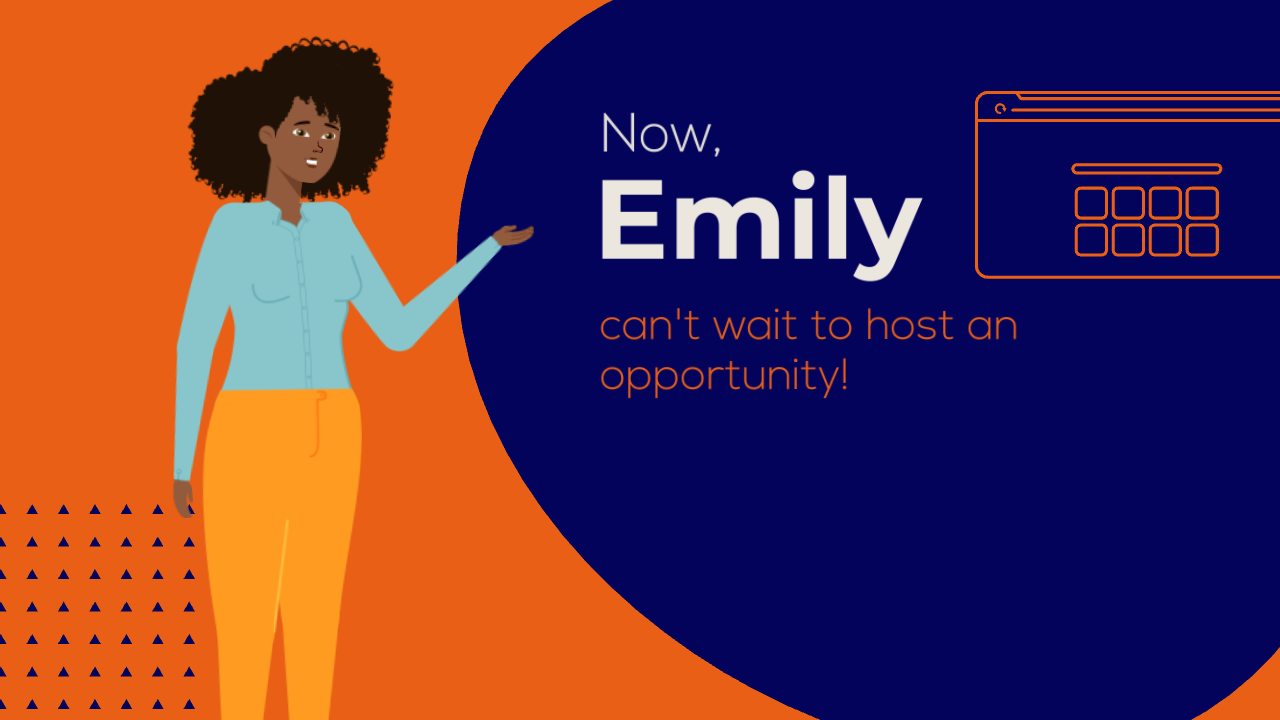 Now,
Emily
can't wait to host an
opportunity!